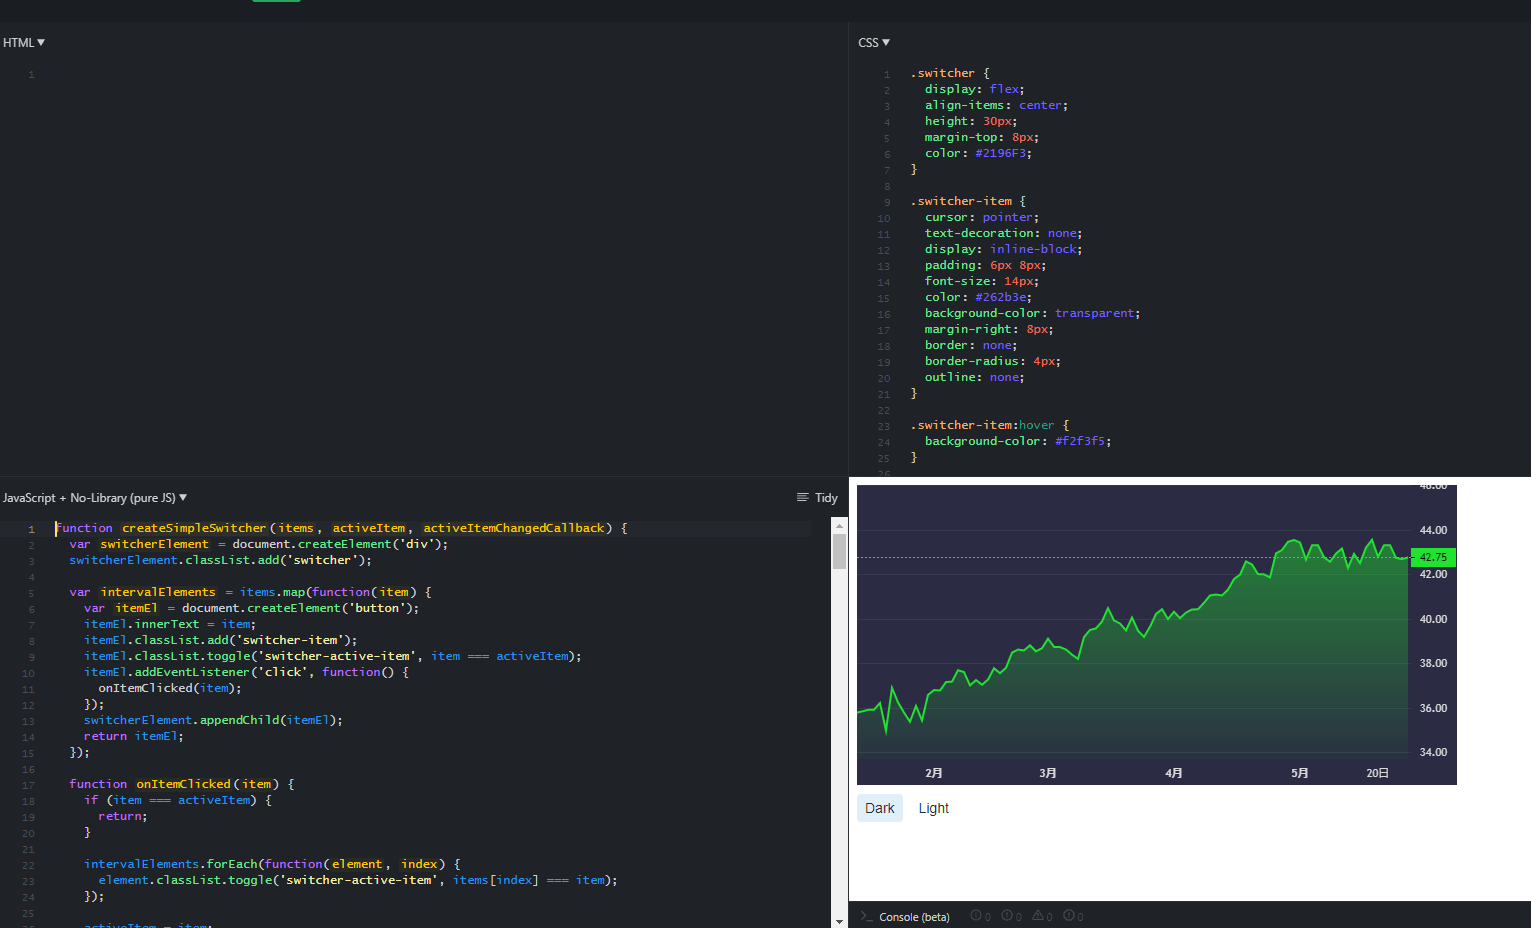 HTML ▼
1
CSS ▼
1 .switcher {
2 display: flex;
3 align-items: center;
4 height: 30px;
5 margin-top: 8px;
6 color: #2196F3;
7 }
8
9 .switcher-item {
10 cursor: pointer;
11 text-decoration: none;
12 display: inline-block;
13 padding: 6px 8px;
14 font-size: 14px;
15 color: #262b3e;
16 background-color: transparent;
17 margin-right: 8px;
18 border: none;
19 border-radius: 4px;
20 outline: none;
21 }
22
23 .switcher-item:hover {
24 background-color: #f2f3f5;
25 }
26
JavaScript + No-Library (pure JS) ▼
Tidy
1 function createSimpleSwitcher(items, activeItem, activeItemChangedCallback) {
2 var switcherElement = document.createElement('div');
3 switcherElement.classList.add('switcher');
4
5 var intervalElements = items.map(function(item) {
6 var itemEl = document.createElement('button');
7 itemEl.innerText = item;
8 itemEl.classList.add('switcher-item');
9 itemEl.classList.toggle('switcher-active-item', item === activeItem);
10 itemEl.addEventListener('click', function() {
11 onItemClicked(item);
12 });
13 switcherElement.appendChild(itemEl);
14 return itemEl;
15 });
16
17 function onItemClicked(item) {
18 if (item === activeItem) {
19 return;
20 }
21
22 intervalElements.forEach(function(element, index) {
23 element.classList.toggle('switcher-active-item', items[index] === item);
24 });
25
activeItem = item;
46.00
44.00
42.75
42.00
40.00
38.00
36.00
34.00
2月 3月 4月 5月 20日
Dark Light
>_ Console (beta) 0 0 0 0